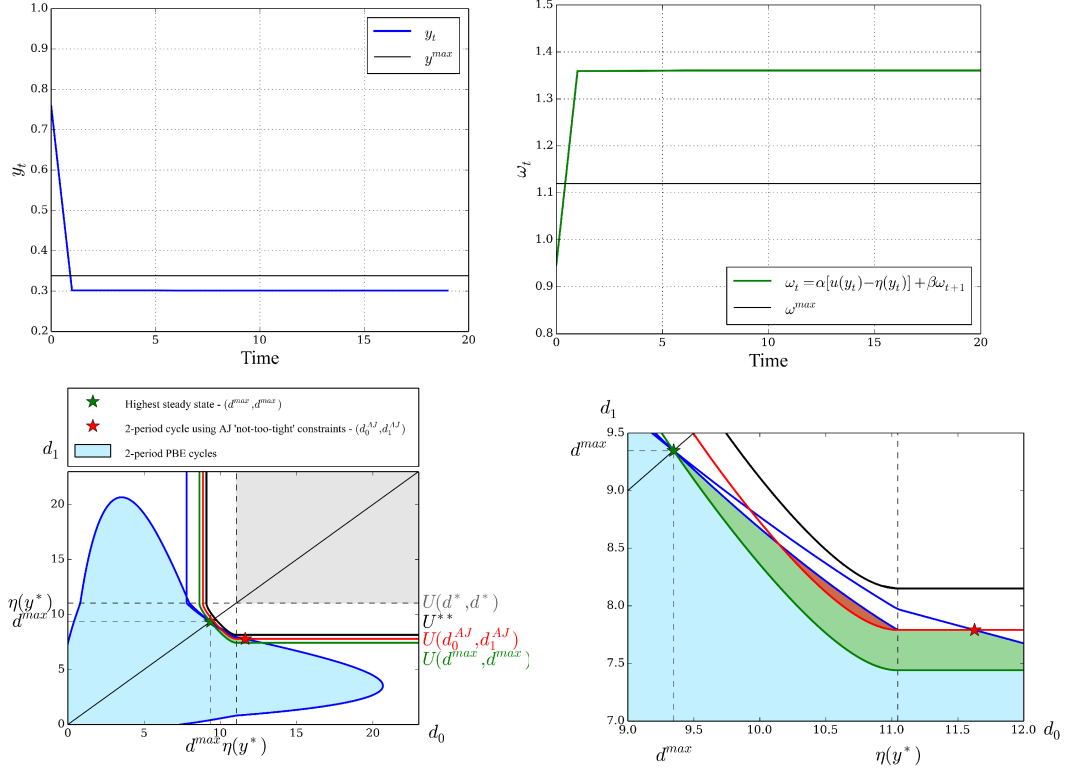 1.0
0.9
0.8
0.7
0.6
0.5
0.4
0.3
0.2
0 5 10 15 20
y_t
Time
y_t
y^{max}
1.5
1.4
1.3
1.2
1.1
1.0
0.9
0.8
0 5 10 15 20
ω_t
Time
ω_t = α[u(y_t) − η(y_t)] + βω_{t+1}
ω^{max}
Highest steady state - (d^{max}, d^{max})
2-period cycle using AJ 'not-too-tight' constraints - (d_0^{AJ}, d_1^{AJ})
2-period PBE cycles
d_1
20
15
η(y*)
10
d^{max}
5
0
0 5 10 15 20
d^{max} η(y*)
d_0
U(d*, d*)
U**
U(d_0^{AJ}, d_1^{AJ})
U(d^{max}, d^{max})
d_1
9.5
d^{max}
9.0
8.5
8.0
7.5
7.0
9.0 9.5 10.0 10.5 11.0 11.5 12.0
d_0
d^{max}
η(y*)